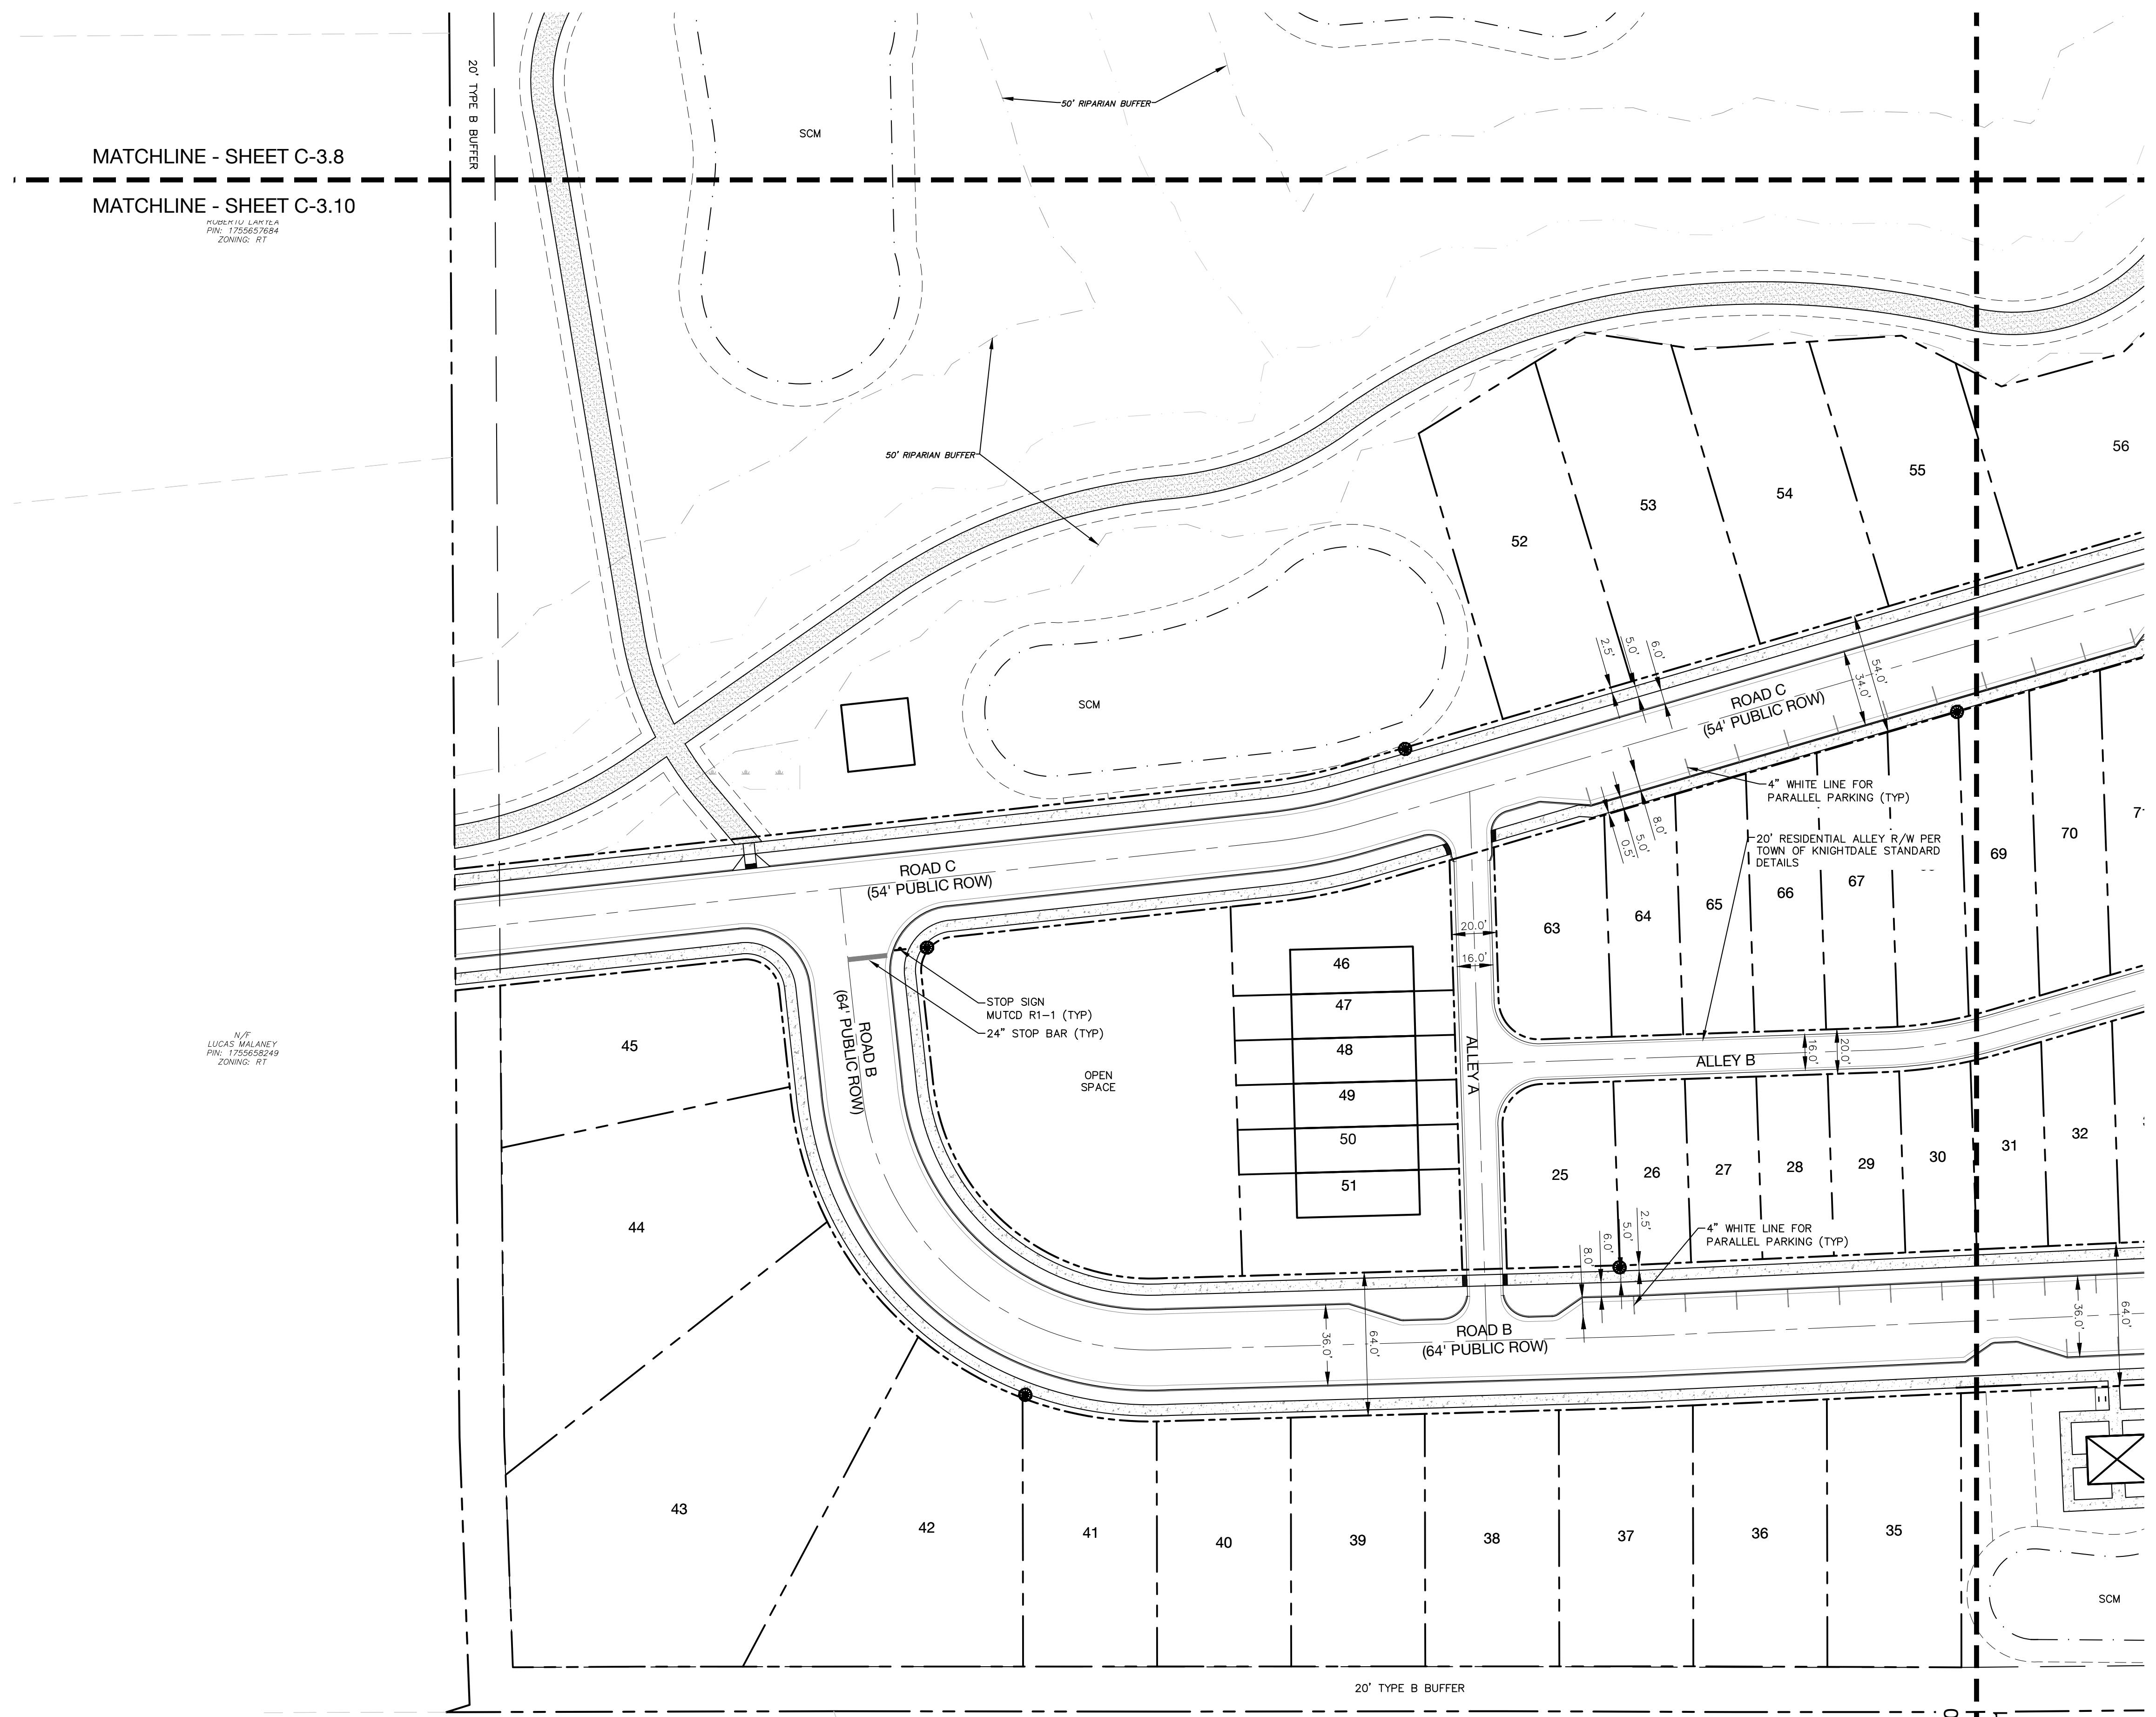 20' TYPE B BUFFER
50' RIPARIAN BUFFER
SCM
MATCHLINE - SHEET C-3.8
MATCHLINE - SHEET C-3.10
ROBERTO LARYEA
PIN: 1755657684
ZONING: RT
50' RIPARIAN BUFFER
56
55
54
53
52
SCM
2.5'
5.0'
6.0'
54.0'
34.0'
ROAD C
(54' PUBLIC ROW)
4" WHITE LINE FOR
PARALLEL PARKING (TYP)
0.5'
5.0'
8.0'
20' RESIDENTIAL ALLEY R/W PER
TOWN OF KNIGHTDALE STANDARD
DETAILS
ROAD C
(54' PUBLIC ROW)
63
64
65
66
67
69
70
20.0'
16.0'
46
47
48
49
50
51
STOP SIGN
MUTCD R1-1 (TYP)
24" STOP BAR (TYP)
ROAD B
(64' PUBLIC ROW)
OPEN
SPACE
ALLEY A
ALLEY B
16.0'
20.0'
N/F
LUCAS MALANEY
PIN: 1755658249
ZONING: RT
45
44
43
25
26
27
28
29
30
31
32
4" WHITE LINE FOR
PARALLEL PARKING (TYP)
8.0'
6.0'
5.0'
2.5'
36.0'
64.0'
ROAD B
(64' PUBLIC ROW)
36.0'
64.0'
42
41
40
39
38
37
36
35
SCM
20' TYPE B BUFFER